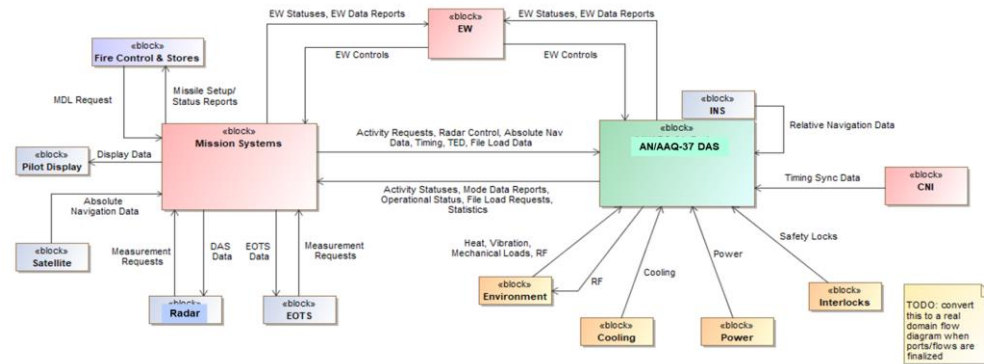 EW Statuses, EW Data Reports
«block»
EW
EW Statuses, EW Data Reports
EW Controls
EW Controls
«block»
Fire Control & Stores
MDL Request
Missile Setup/
Status Reports
«block»
INS
Relative Navigation Data
«block»
Mission Systems
Activity Requests, Radar Control, Absolute Nav
Data, Timing, TED, File Load Data
«block»
AN/AAQ-37 DAS
Display Data
«block»
Pilot Display
Activity Statuses, Mode Data Reports,
Operational Status, File Load Requests,
Statistics
Timing Sync Data
«block»
CNI
Absolute
Navigation Data
«block»
Satellite
Measurement
Requests
DAS
Data
EOTS
Data
Measurement
Requests
Heat, Vibration,
Mechanical Loads, RF
RF
Cooling
Power
Safety Locks
«block»
Radar
«block»
EOTS
«block»
Environment
«block»
Cooling
«block»
Power
«block»
Interlocks
TODO: convert
this to a real
domain flow
diagram when
ports/flows are
finalized